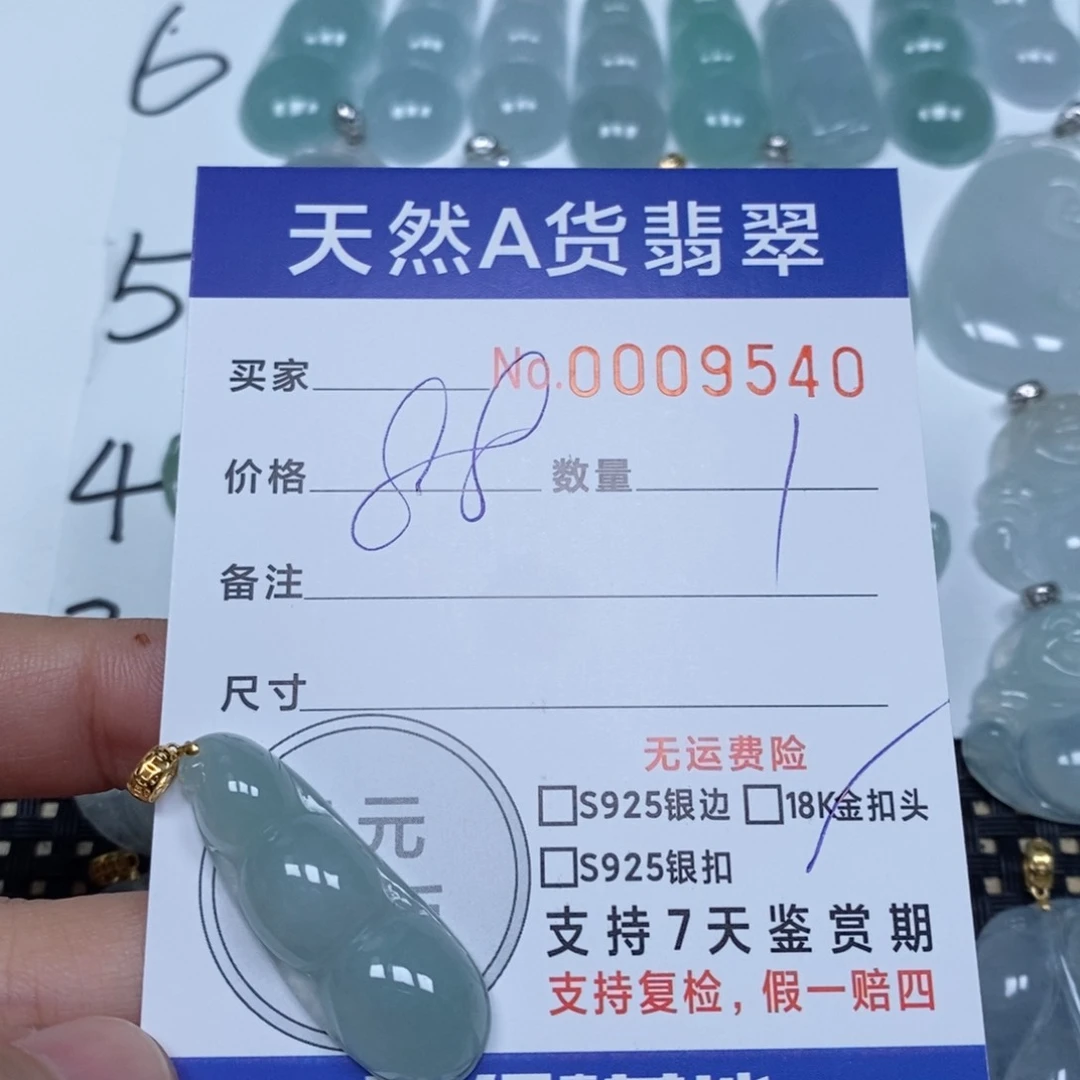 6
5
4
天然A货翡翠
买家 No.0009540
价格 88 数量 1
备注
尺寸
元
无运费险
□S925银边 □18K金扣头
□S925银扣
支持7天鉴赏期
支持复检，假一赔四